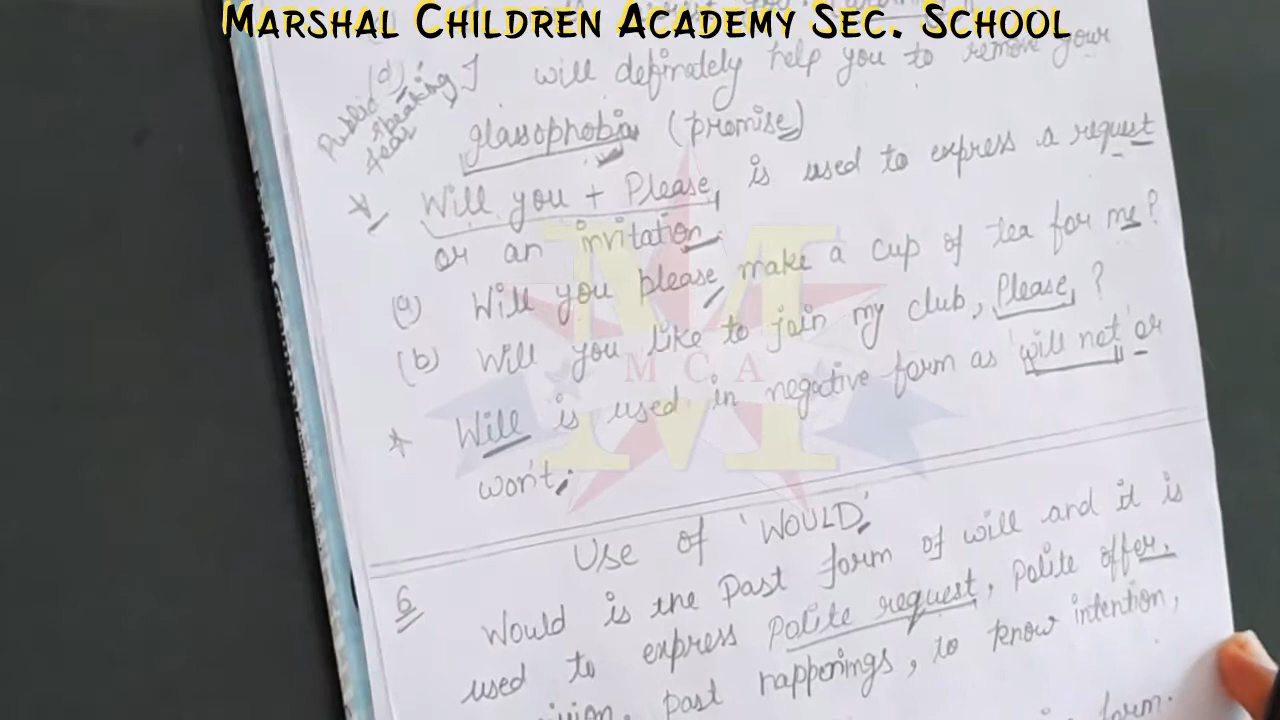 MARSHAL CHILDREN ACADEMY SEC. SCHOOL
(d) I will definately help you to remove your
Public speaking fear
glassophobia (promise)
Will you + Please, is used to express a request
or an invitation.
(a) Will you please, make a cup of tea for me?
(b) Will you like to join my club, Please, ?
M C A
* Will is used in negative form as 'will not' or
won't.
Use of 'WOULD'
6 Would is the Past form of will and it is
used to express Polite request, Polite offer,
past happenings, to know intention,
form.